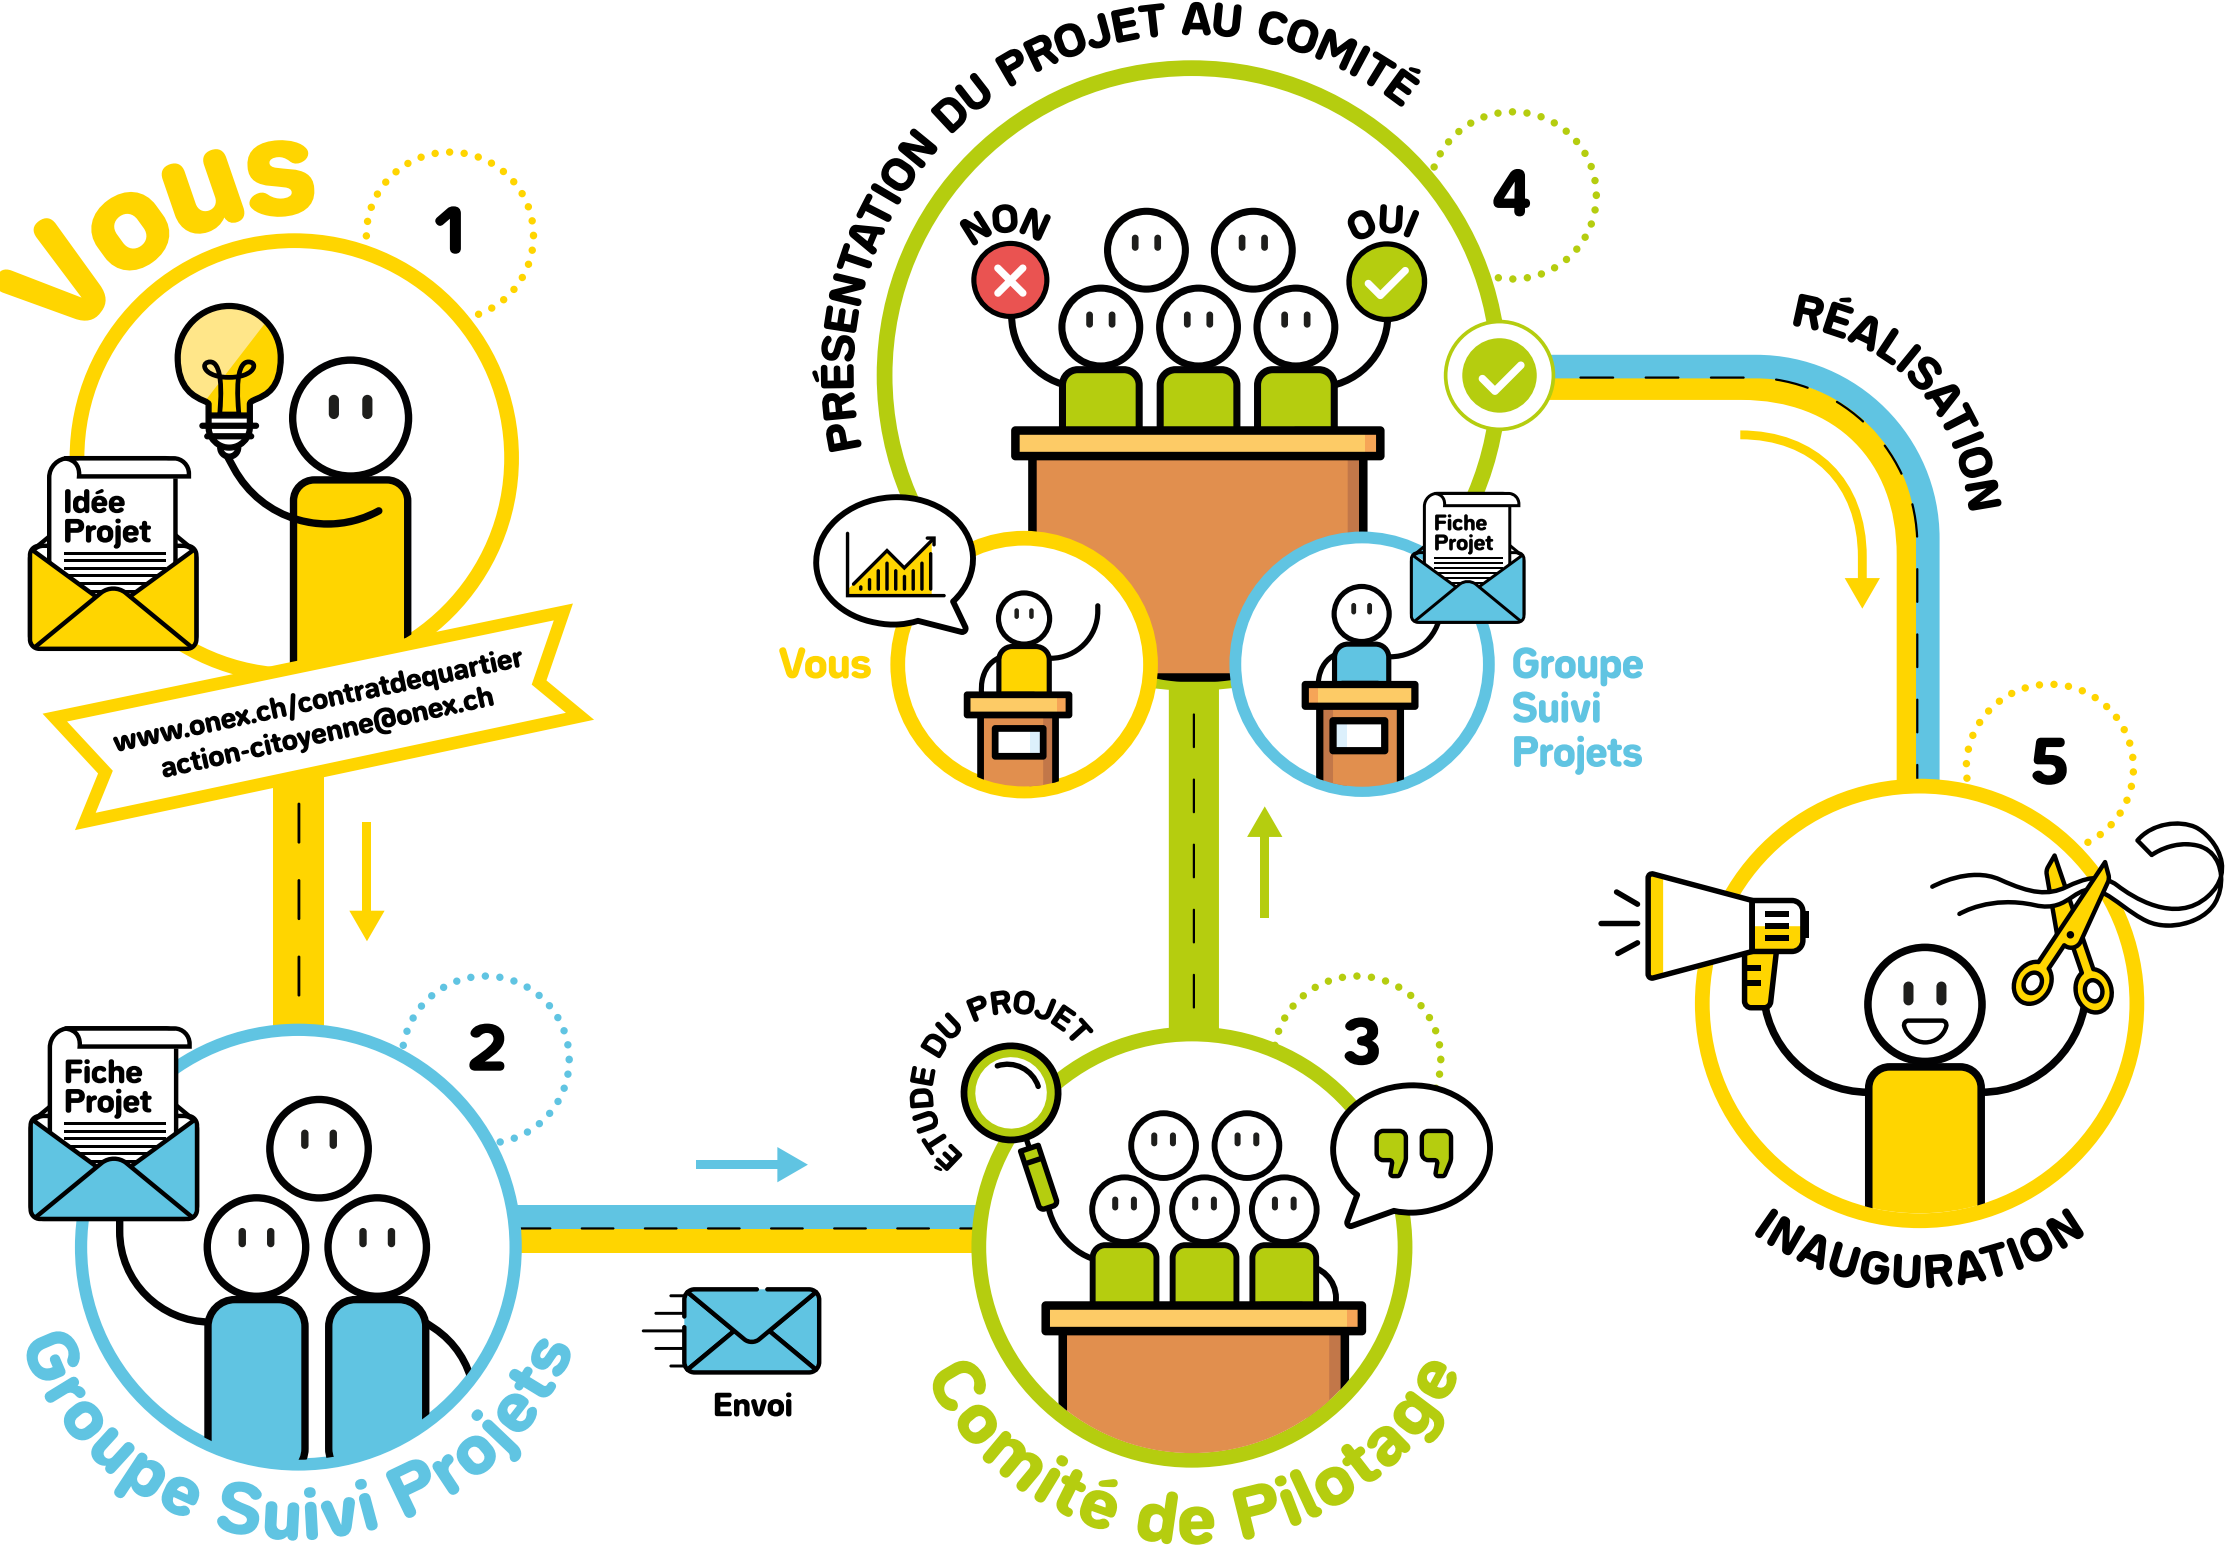 Vous
1
Idée
Projet
www.onex.ch/contratdequartier
action-citoyenne@onex.ch
2
Fiche
Projet
Groupe Suivi Projets
Envoi
3
ÉTUDE DU PROJET
Comité de Pilotage
PRÉSENTATION DU PROJET AU COMITÉ
4
NON
OUI
Vous
Fiche
Projet
Groupe
Suivi
Projets
RÉALISATION
5
INAUGURATION